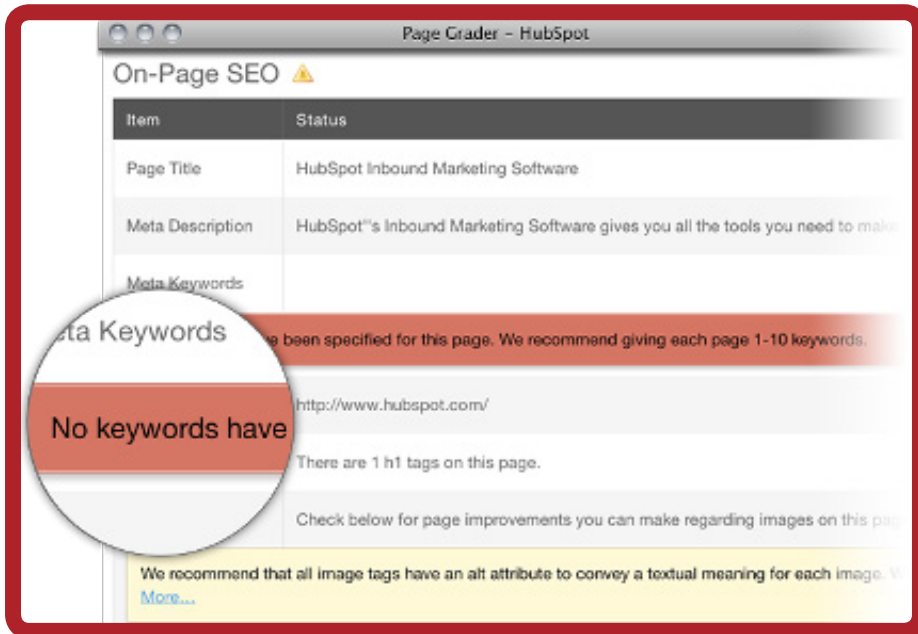 Page Grader – HubSpot
On-Page SEO
Item Status
Page Title HubSpot Inbound Marketing Software
Meta Description HubSpot"s Inbound Marketing Software gives you all the tools you need to make
Meta Keywords
eta Keywords
ve been specified for this page. We recommend giving each page 1-10 keywords.
No keywords have
http://www.hubspot.com/
There are 1 h1 tags on this page.
Check below for page improvements you can make regarding images on this page
We recommend that all image tags have an alt attribute to convey a textual meaning for each image.
More...